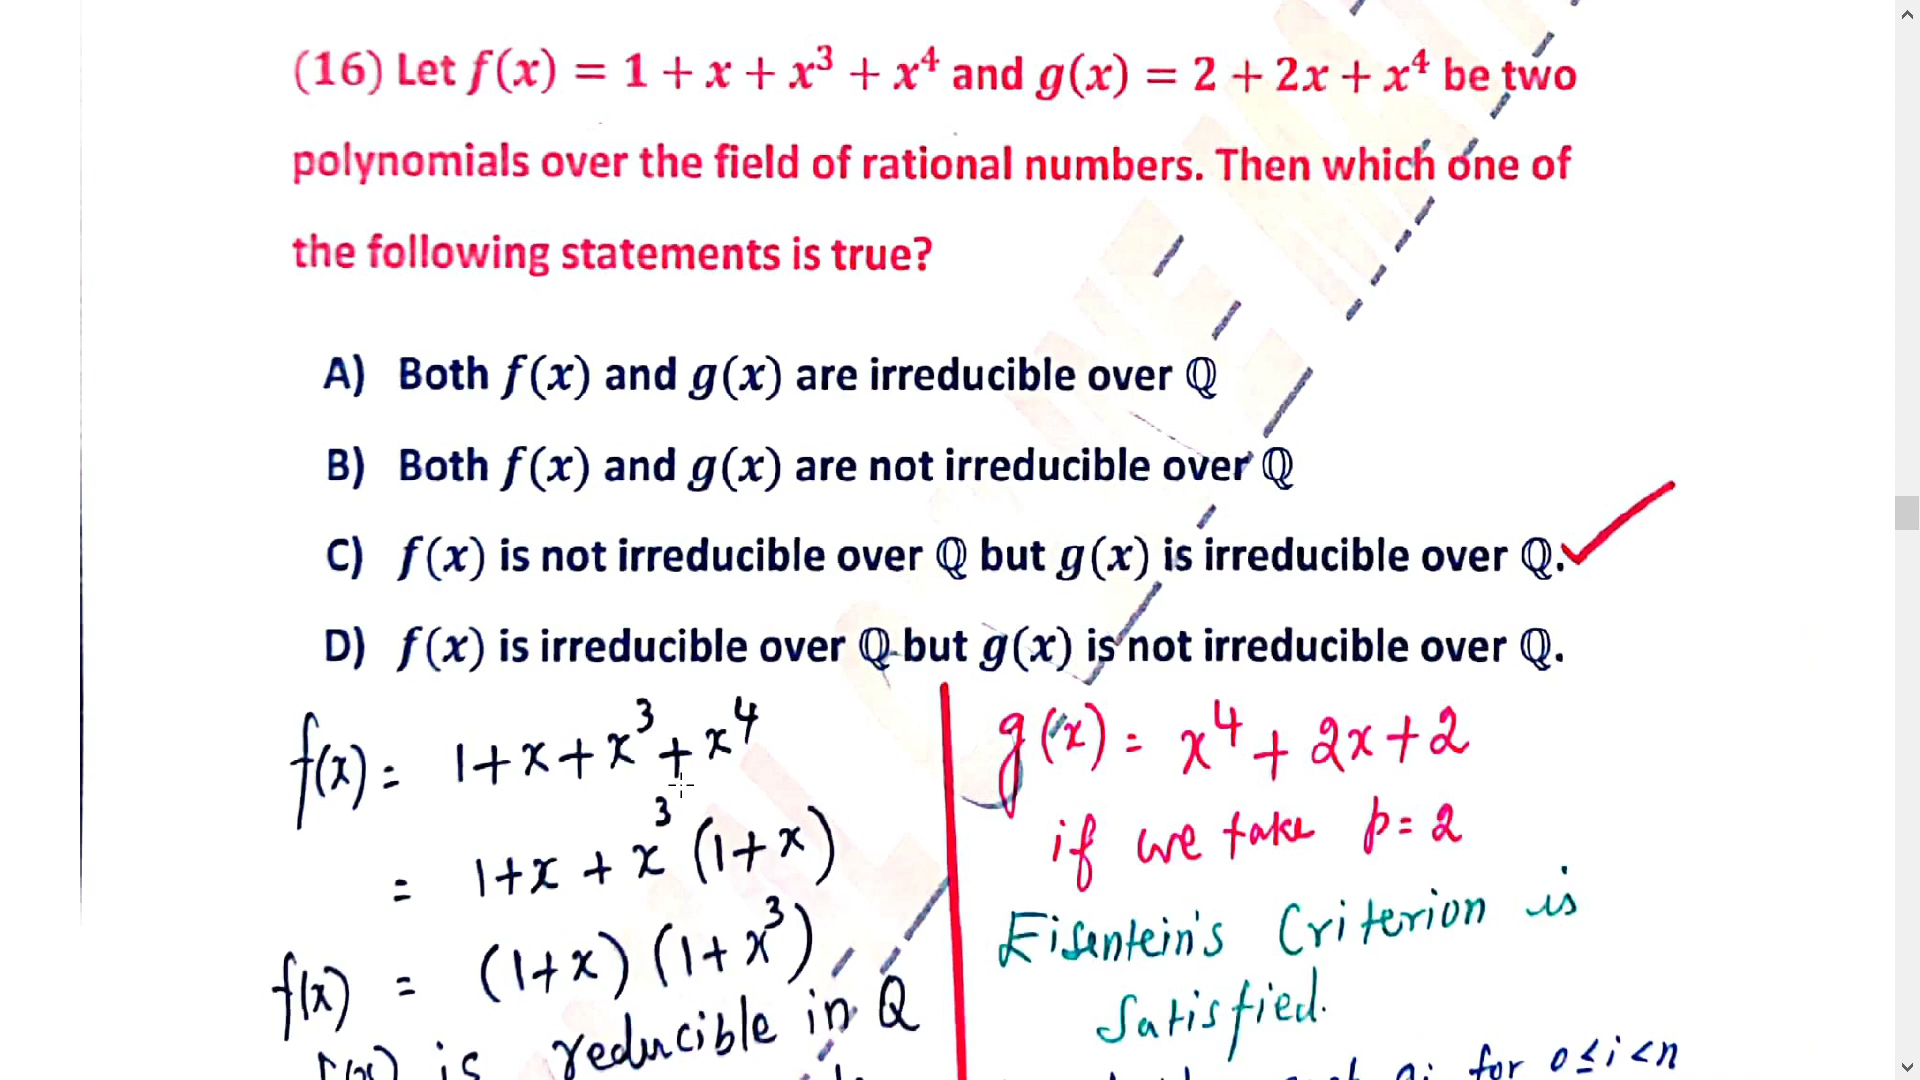 (16) Let f(x) = 1 + x + x³ + x⁴ and g(x) = 2 + 2x + x⁴ be two
polynomials over the field of rational numbers. Then which one of
the following statements is true?
A) Both f(x) and g(x) are irreducible over ℚ
B) Both f(x) and g(x) are not irreducible over ℚ
C) f(x) is not irreducible over ℚ but g(x) is irreducible over ℚ.
D) f(x) is irreducible over ℚ but g(x) is not irreducible over ℚ.
f(x) = 1+x+x³+x⁴
= 1+x + x³ (1+x)
f(x) = (1+x) (1+x³)
f(x) is reducible in Q
g(x) = x⁴ + 2x+2
if we take p=2
Eisentein's Criterion is
Satisfied.
for 0≤i<n